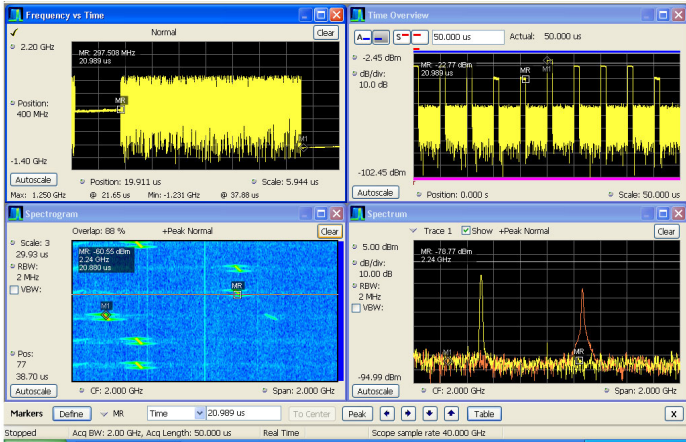 Frequency vs Time
Normal
Clear
2.20 GHz
MR: 297.508 MHz
20.989 us
MR
Position:
400 MHz
M1
-1.40 GHz
Autoscale
Position: 19.911 us
Scale: 5.944 us
Max: 1.250 GHz @ 21.65 us Min: -1.231 GHz @ 37.88 us
Time Overview
A
S
50.000 us
Actual: 50.000 us
-2.45 dBm
MR: -22.77 dBm
20.989 us
MR
M1
dB/div:
10.0 dB
-102.45 dBm
Autoscale
Position: 0.000 s
Scale: 50.000 us
Spectrogram
Overlap: 88 %
+Peak Normal
Clear
Scale: 3
29.93 us
RBW:
2 MHz
VBW:
MR: -60.55 dBm
2.24 GHz
20.880 us
MR
M1
Pos:
77
38.70 us
Autoscale
CF: 2.000 GHz
Span: 2.000 GHz
Spectrum
Trace 1
Show
+Peak Normal
Clear
5.00 dBm
MR: -78.77 dBm
2.24 GHz
dB/div:
10.00 dB
RBW:
2 MHz
VBW:
M1
MR
-94.99 dBm
Autoscale
CF: 2.000 GHz
Span: 2.000 GHz
Markers
Define
MR
Time
20.989 us
To Center
Peak
Table
X
Stopped
Acq BW: 2.00 GHz, Acq Length: 50.000 us
Real Time
Scope sample rate 40.000 GHz